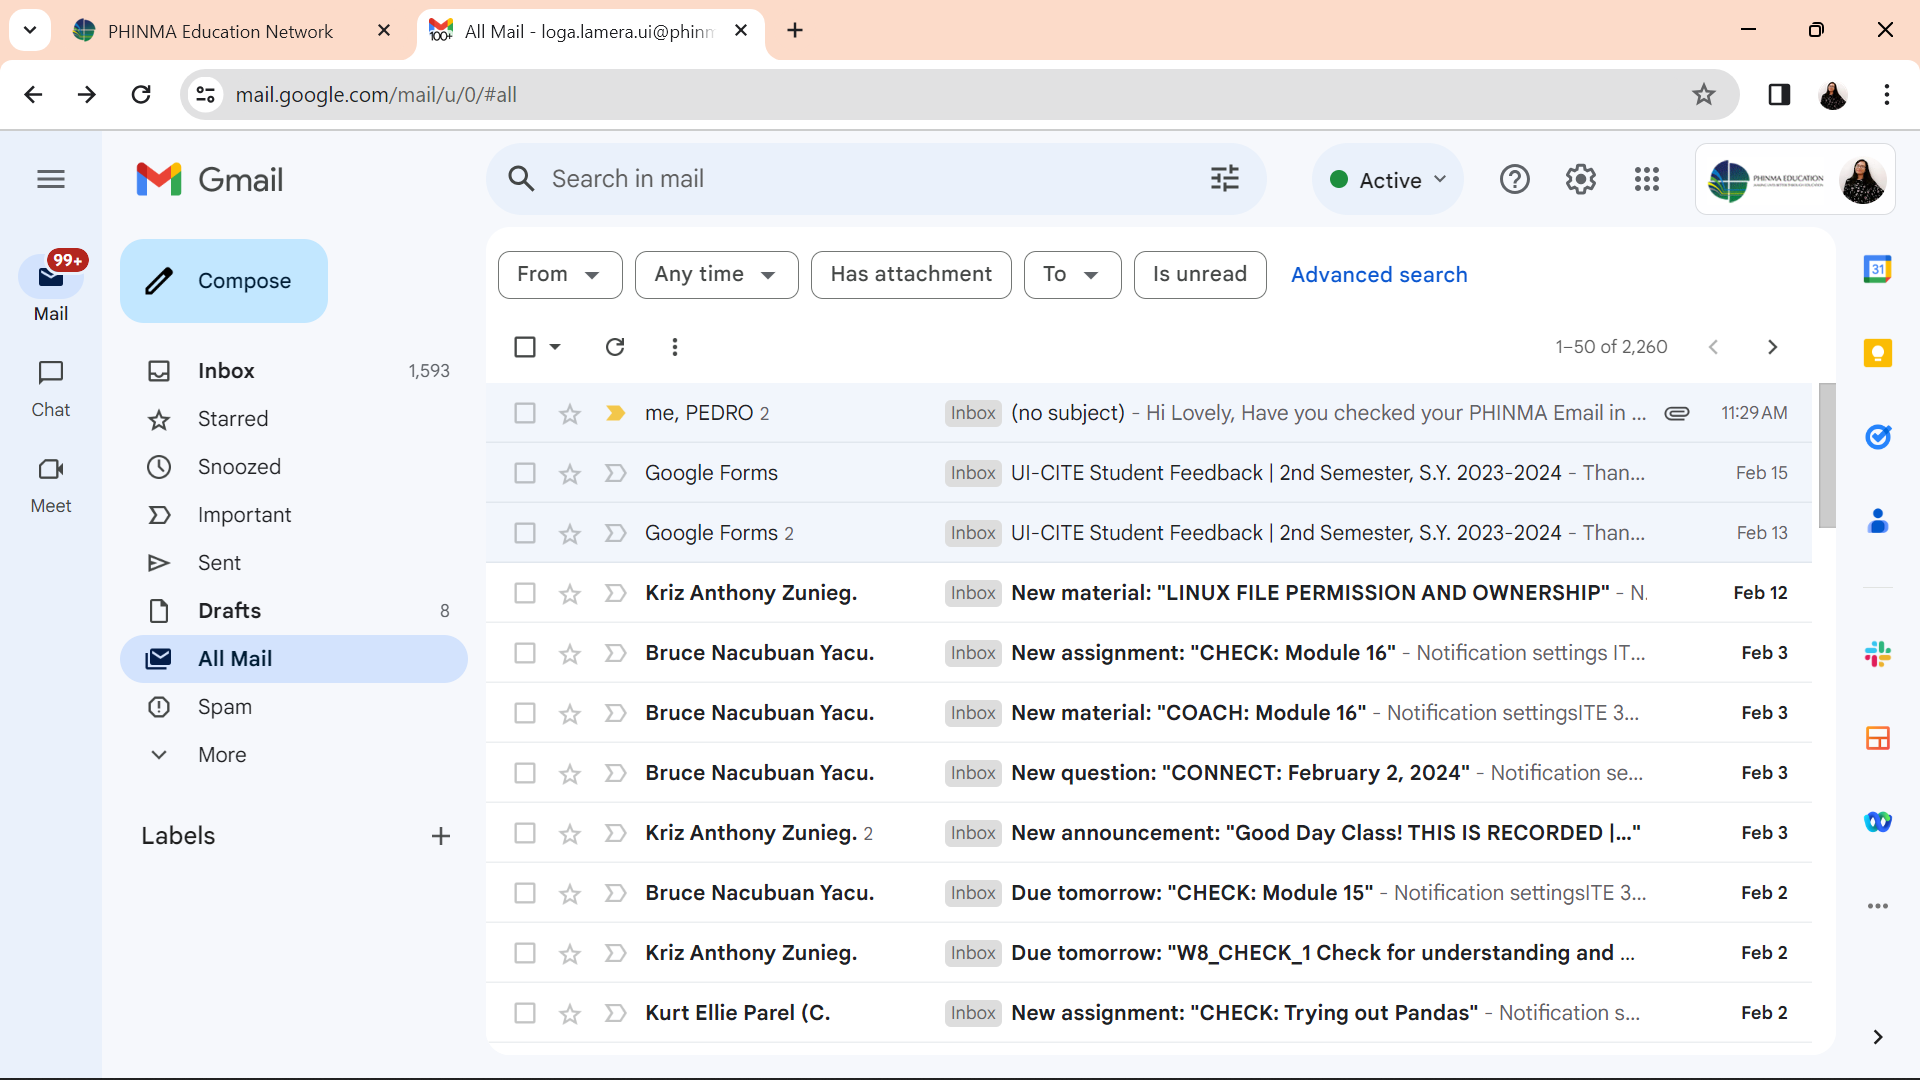 PHINMA Education Network
100+
All Mail - loga.lamera.ui@phinm
mail.google.com/mail/u/0/#all
Gmail
Search in mail
Active
PHINMA EDUCATION
99+
Mail
Chat
Meet
Compose
Inbox 1,593
Starred
Snoozed
Important
Sent
Drafts 8
All Mail
Spam
More
Labels
From
Any time
Has attachment
To
Is unread
Advanced search
1–50 of 2,260
me, PEDRO 2 Inbox (no subject) - Hi Lovely, Have you checked your PHINMA Email in ... 11:29 AM
Google Forms Inbox UI-CITE Student Feedback | 2nd Semester, S.Y. 2023-2024 - Than... Feb 15
Google Forms 2 Inbox UI-CITE Student Feedback | 2nd Semester, S.Y. 2023-2024 - Than... Feb 13
Kriz Anthony Zunieg. Inbox New material: "LINUX FILE PERMISSION AND OWNERSHIP" - N. Feb 12
Bruce Nacubuan Yacu. Inbox New assignment: "CHECK: Module 16" - Notification settings IT... Feb 3
Bruce Nacubuan Yacu. Inbox New material: "COACH: Module 16" - Notification settingsITE 3... Feb 3
Bruce Nacubuan Yacu. Inbox New question: "CONNECT: February 2, 2024" - Notification se... Feb 3
Kriz Anthony Zunieg. 2 Inbox New announcement: "Good Day Class! THIS IS RECORDED |..." Feb 3
Bruce Nacubuan Yacu. Inbox Due tomorrow: "CHECK: Module 15" - Notification settingsITE 3... Feb 2
Kriz Anthony Zunieg. Inbox Due tomorrow: "W8_CHECK_1 Check for understanding and ... Feb 2
Kurt Ellie Parel (C. Inbox New assignment: "CHECK: Trying out Pandas" - Notification s... Feb 2
31